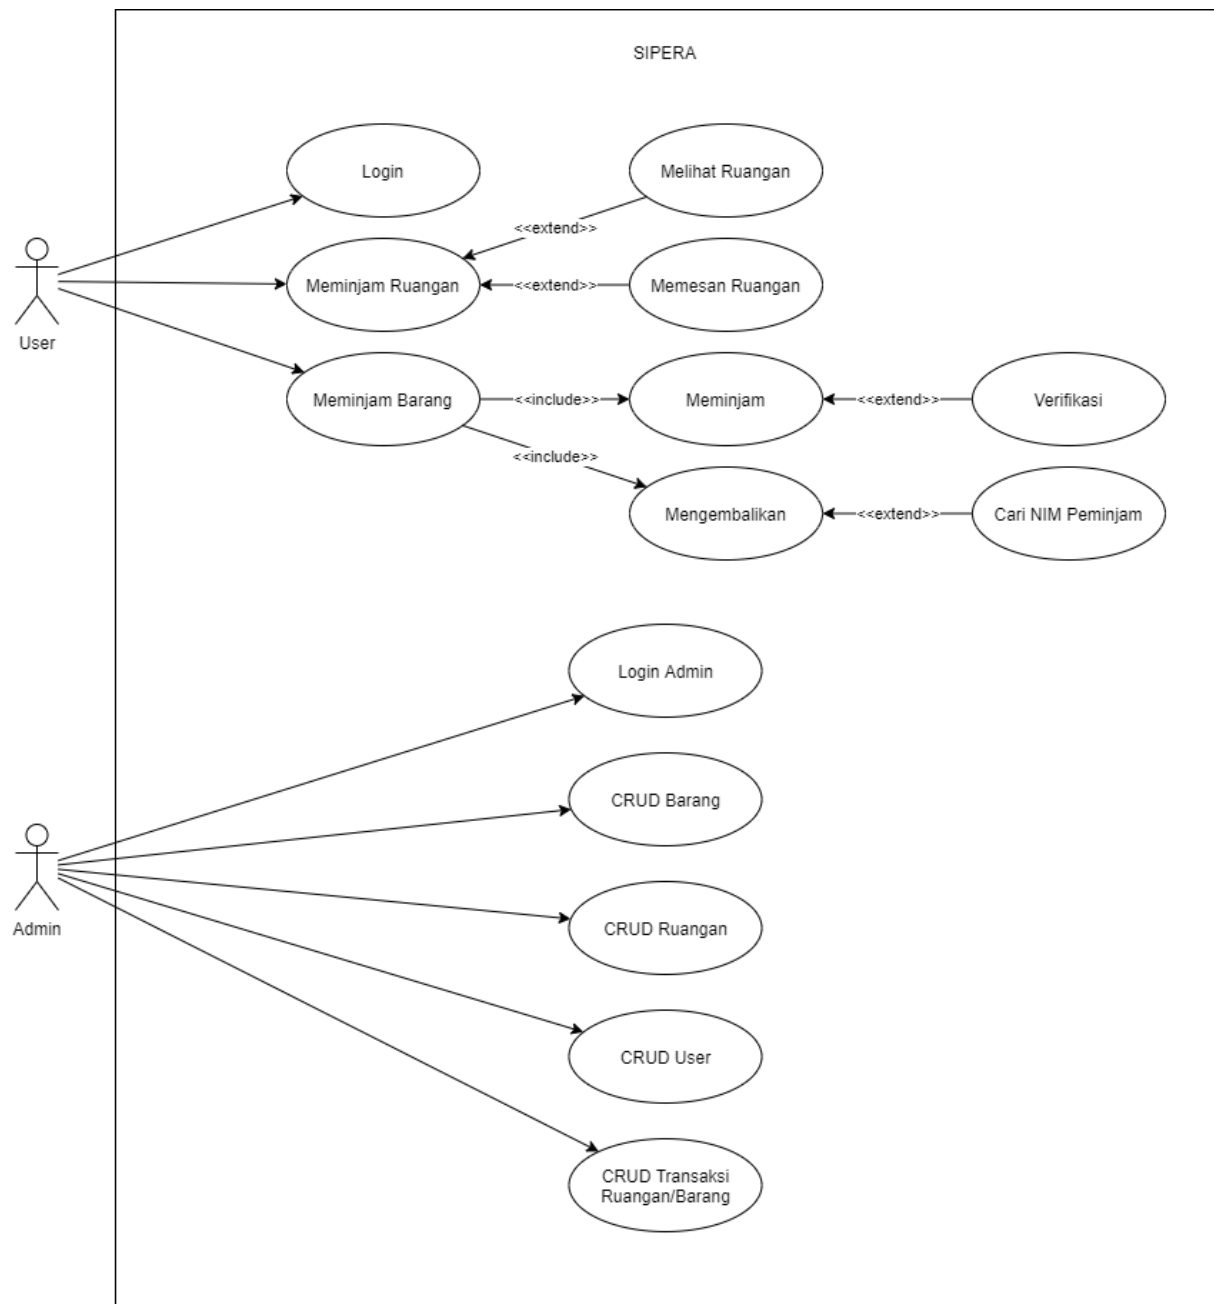 SIPERA
Login
Melihat Ruangan
<<extend>>
Meminjam Ruangan
<<extend>>
Memesan Ruangan
User
Meminjam Barang
<<include>>
Meminjam
<<extend>>
Verifikasi
<<include>>
Mengembalikan
<<extend>>
Cari NIM Peminjam
Login Admin
CRUD Barang
Admin
CRUD Ruangan
CRUD User
CRUD Transaksi
Ruangan/Barang